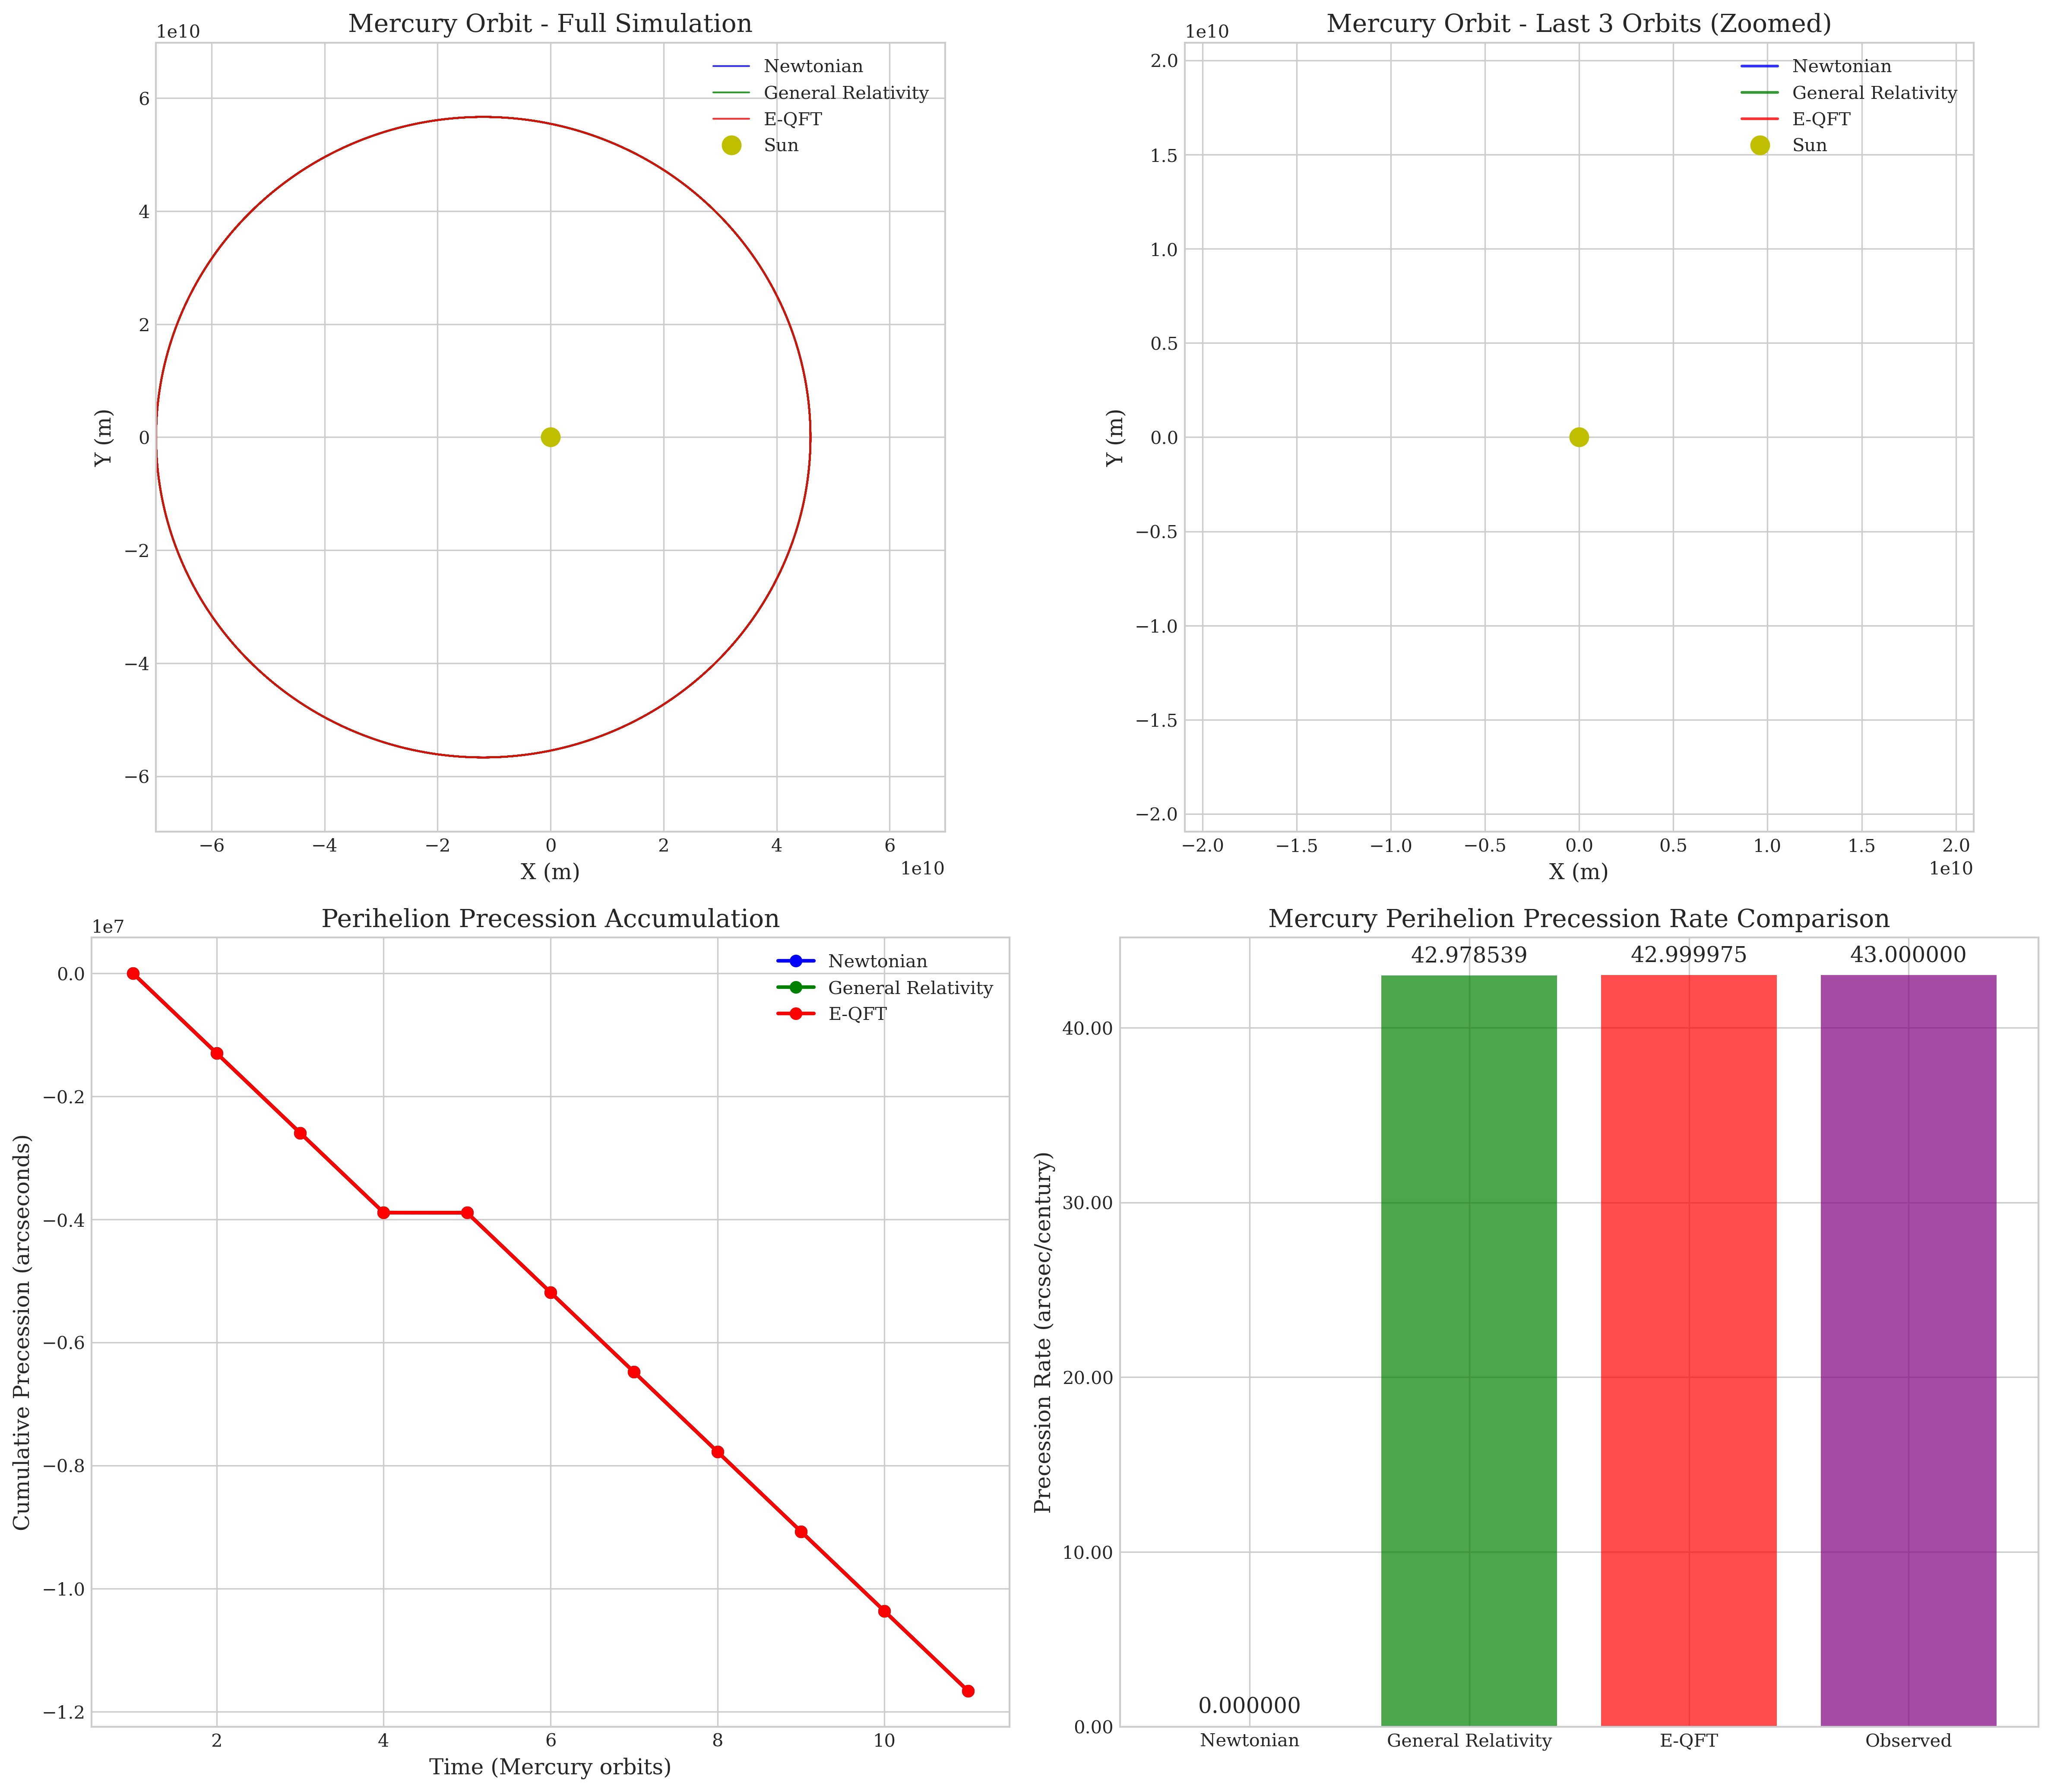 Mercury Orbit - Full Simulation
1e10
Newtonian
General Relativity
E-QFT
Sun
6
4
2
0
−2
−4
−6
Y (m)
−6 −4 −2 0 2 4 6
1e10
X (m)
Mercury Orbit - Last 3 Orbits (Zoomed)
1e10
Newtonian
General Relativity
E-QFT
Sun
2.0
1.5
1.0
0.5
0.0
−0.5
−1.0
−1.5
−2.0
Y (m)
−2.0 −1.5 −1.0 −0.5 0.0 0.5 1.0 1.5 2.0
1e10
X (m)
Perihelion Precession Accumulation
1e7
Newtonian
General Relativity
E-QFT
0.0
−0.2
−0.4
−0.6
−0.8
−1.0
−1.2
Cumulative Precession (arcseconds)
2 4 6 8 10
Time (Mercury orbits)
Mercury Perihelion Precession Rate Comparison
42.978539 42.999975 43.000000
0.000000
40.00
30.00
20.00
10.00
0.00
Precession Rate (arcsec/century)
Newtonian General Relativity E-QFT Observed